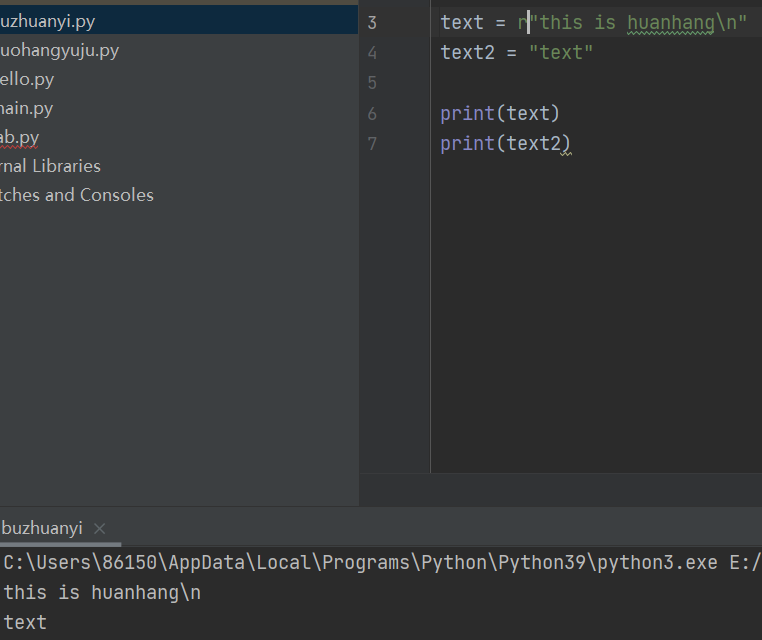 uzhuanyi.py
uohangyuju.py
ello.py
nain.py
ab.py
rnal Libraries
tches and Consoles
3 text = r"this is huanhang\n"
4 text2 = "text"
5
6 print(text)
7 print(text2)
buzhuanyi ×
C:\Users\86150\AppData\Local\Programs\Python\Python39\python3.exe E:/
this is huanhang\n
text